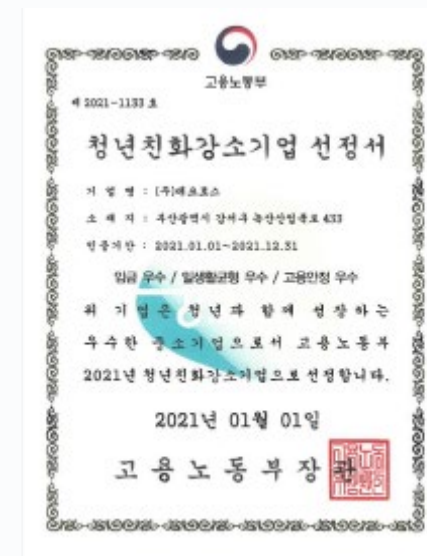 고용노동부
제 2021-1133 호
청년친화강소기업 선정서
기 업 명 : (주)
소 재 지 : 부산광역시 강서구 녹산산업북로 433
인증기간 : 2021.01.01~2021.12.31
임금 우수 / 일생활균형 우수 / 고용안정 우수
위 기업은 청년과 함께 성장하는
우수한 중소기업으로서 고용노동부
2021년 청년친화강소기업으로 선정합니다.
2021년 01월 01일
고용노동부장관